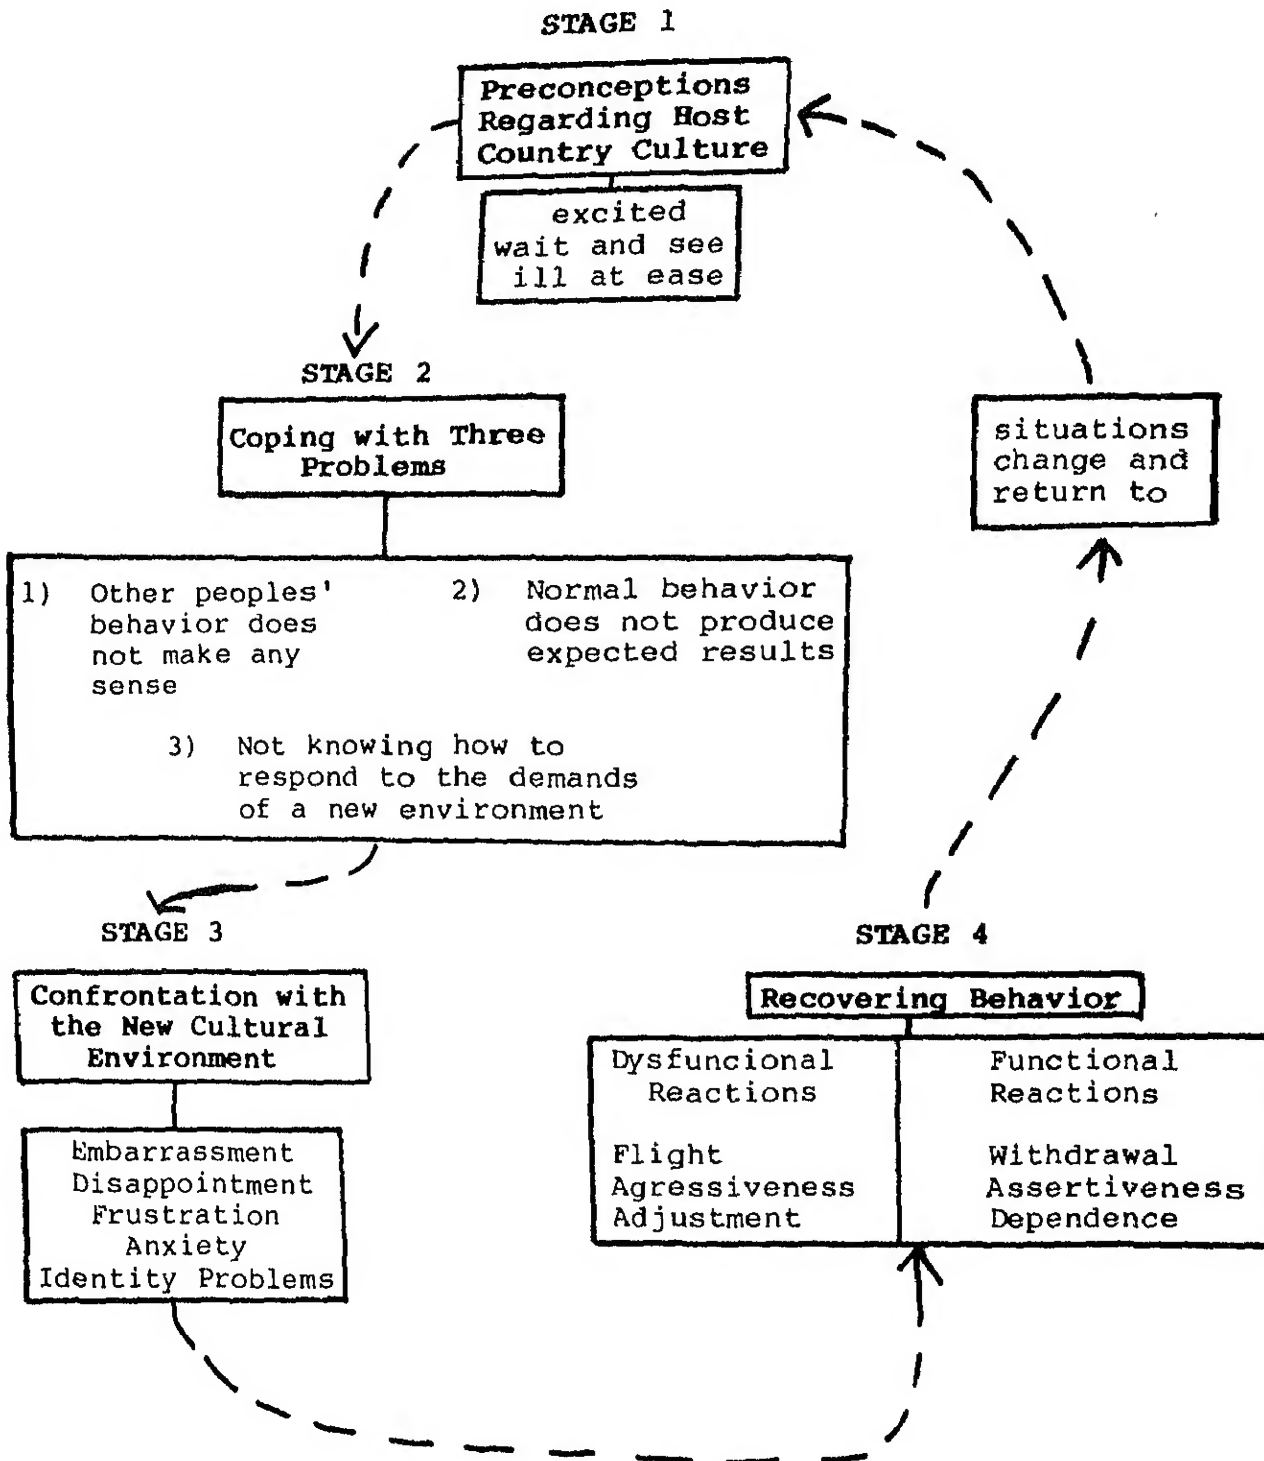 STAGE 1
Preconceptions
Regarding Host
Country Culture
excited
wait and see
ill at ease
STAGE 2
Coping with Three
Problems
1) Other peoples'
behavior does
not make any
sense
2) Normal behavior
does not produce
expected results
3) Not knowing how to
respond to the demands
of a new environment
STAGE 3
Confrontation with
the New Cultural
Environment
Embarrassment
Disappointment
Frustration
Anxiety
Identity Problems
STAGE 4
Recovering Behavior
Dysfuncional
Reactions
Flight
Agressiveness
Adjustment
Functional
Reactions
Withdrawal
Assertiveness
Dependence
situations
change and
return to